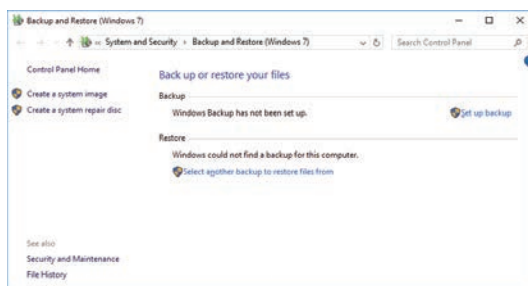 Backup and Restore (Windows 7)
« System and Security › Backup and Restore (Windows 7)
Search Control Panel
Control Panel Home
Create a system image
Create a system repair disc
Back up or restore your files
Backup
Windows Backup has not been set up.
Set up backup
Restore
Windows could not find a backup for this computer.
Select another backup to restore files from
See also
Security and Maintenance
File History